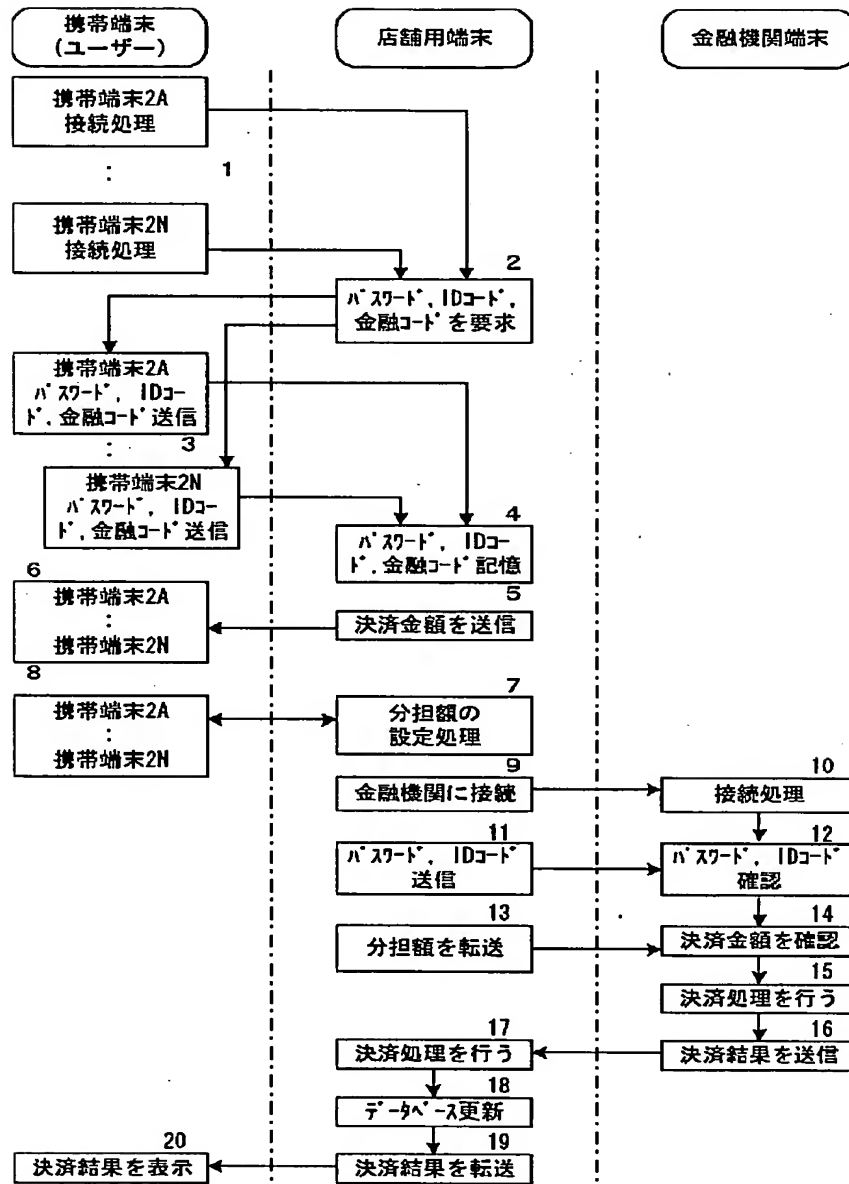 携帯端末
(ユーザー)
店舗用端末
金融機関端末
携帯端末2A
接続処理
:
1
携帯端末2N
接続処理
2
パスワード, IDコード,
金融コードを要求
携帯端末2A
パスワード, IDコー
ド,金融コード送信
:
3
携帯端末2N
パスワード, IDコー
ド,金融コード送信
4
パスワード, IDコー
ド,金融コード記憶
5
決済金額を送信
6
携帯端末2A
:
携帯端末2N
7
分担額の
設定処理
8
携帯端末2A
:
携帯端末2N
9
金融機関に接続
10
接続処理
11
パスワード, IDコード
送信
12
パスワード, IDコード
確認
13
分担額を転送
14
決済金額を確認
15
決済処理を行う
16
決済結果を送信
17
決済処理を行う
18
データベース更新
19
決済結果を転送
20
決済結果を表示